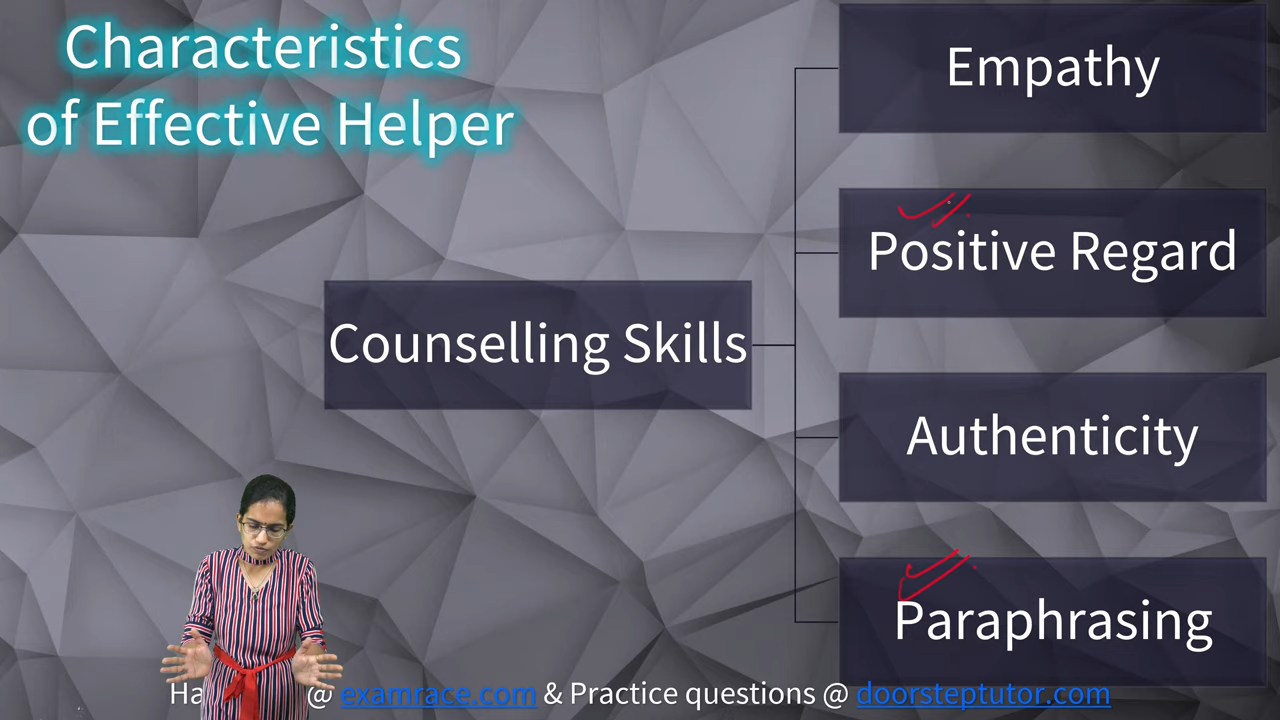 Characteristics
of Effective Helper
Counselling Skills
Empathy
Positive Regard
Authenticity
Paraphrasing
@ examrace.com & Practice questions @ doorsteptutor.com